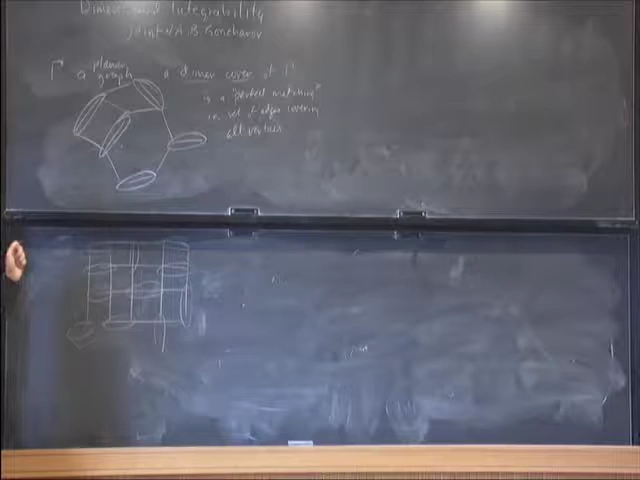 Dimers and Integrability
joint w/ A.B. Goncharov
Γ a planar graph
a dimer cover of Γ
is a "perfect matching"
i.e. set of edges covering
all vertices